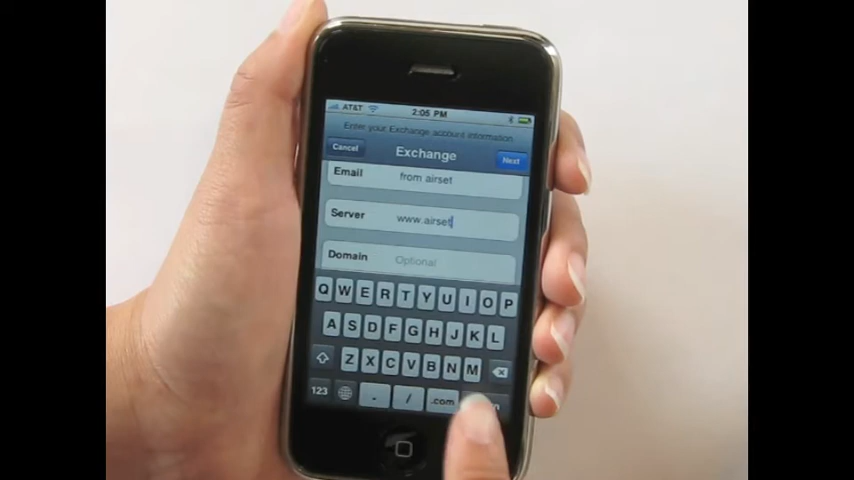 AT&T 2:05 PM
Enter your Exchange account information
Cancel Exchange Next
Email from airset
Server www.airset
Domain Optional
Q W E R T Y U I O P
A S D F G H J K L
Z X C V B N M
123 . / .com